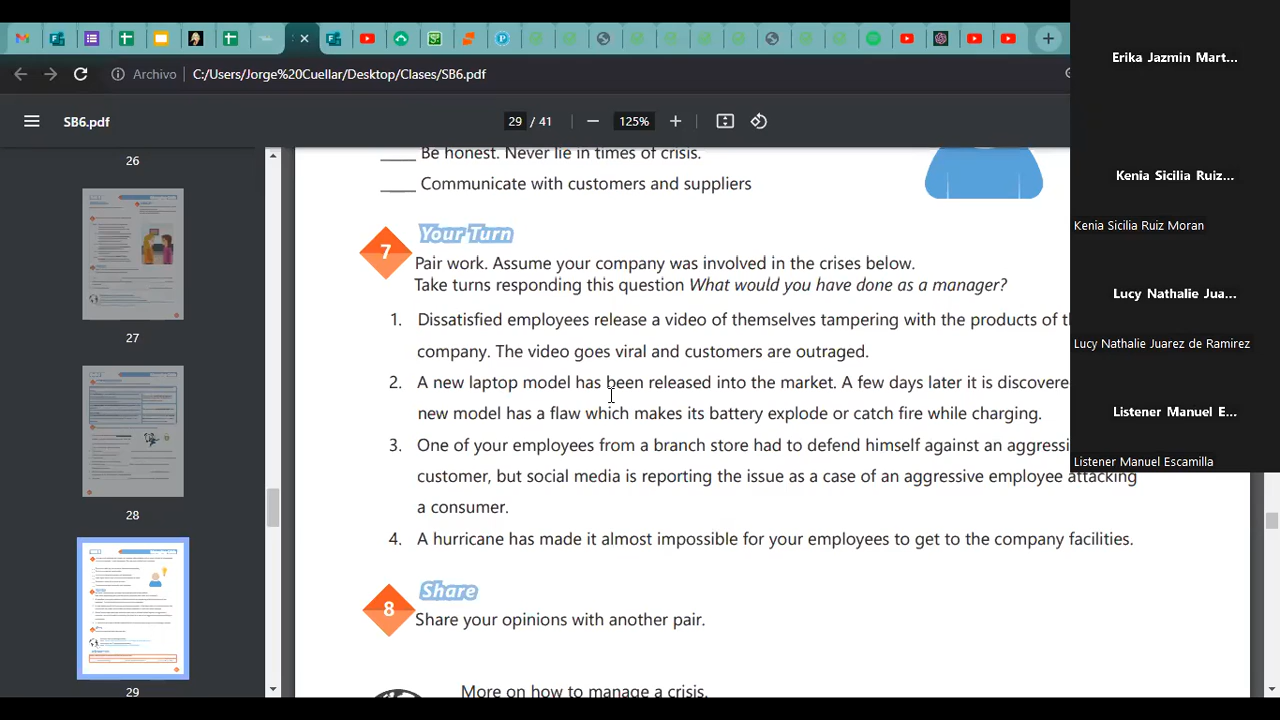 Archivo C:/Users/Jorge%20Cuellar/Desktop/Clases/SB6.pdf
SB6.pdf
29 / 41
125%
26
27
28
29
____ Be honest. Never lie in times of crisis.
____ Communicate with customers and suppliers
7
Your Turn
Pair work. Assume your company was involved in the crises below.
Take turns responding this question What would you have done as a manager?
1. Dissatisfied employees release a video of themselves tampering with the products of
company. The video goes viral and customers are outraged.
2. A new laptop model has been released into the market. A few days later it is
new model has a flaw which makes its battery explode or catch fire while charging.
3. One of your employees from a branch store had to defend himself against an
customer, but social media is reporting the issue as a case of an aggressive employee attacking
a consumer.
4. A hurricane has made it almost impossible for your employees to get to the company facilities.
8
Share
Share your opinions with another pair.
More on how to manage a crisis.
Erika Jazmin Mart...
Kenia Sicilia Ruiz...
Kenia Sicilia Ruiz Moran
Lucy Nathalie Jua...
Lucy Nathalie Juarez de Ramirez
Listener Manuel E...
Listener Manuel Escamilla